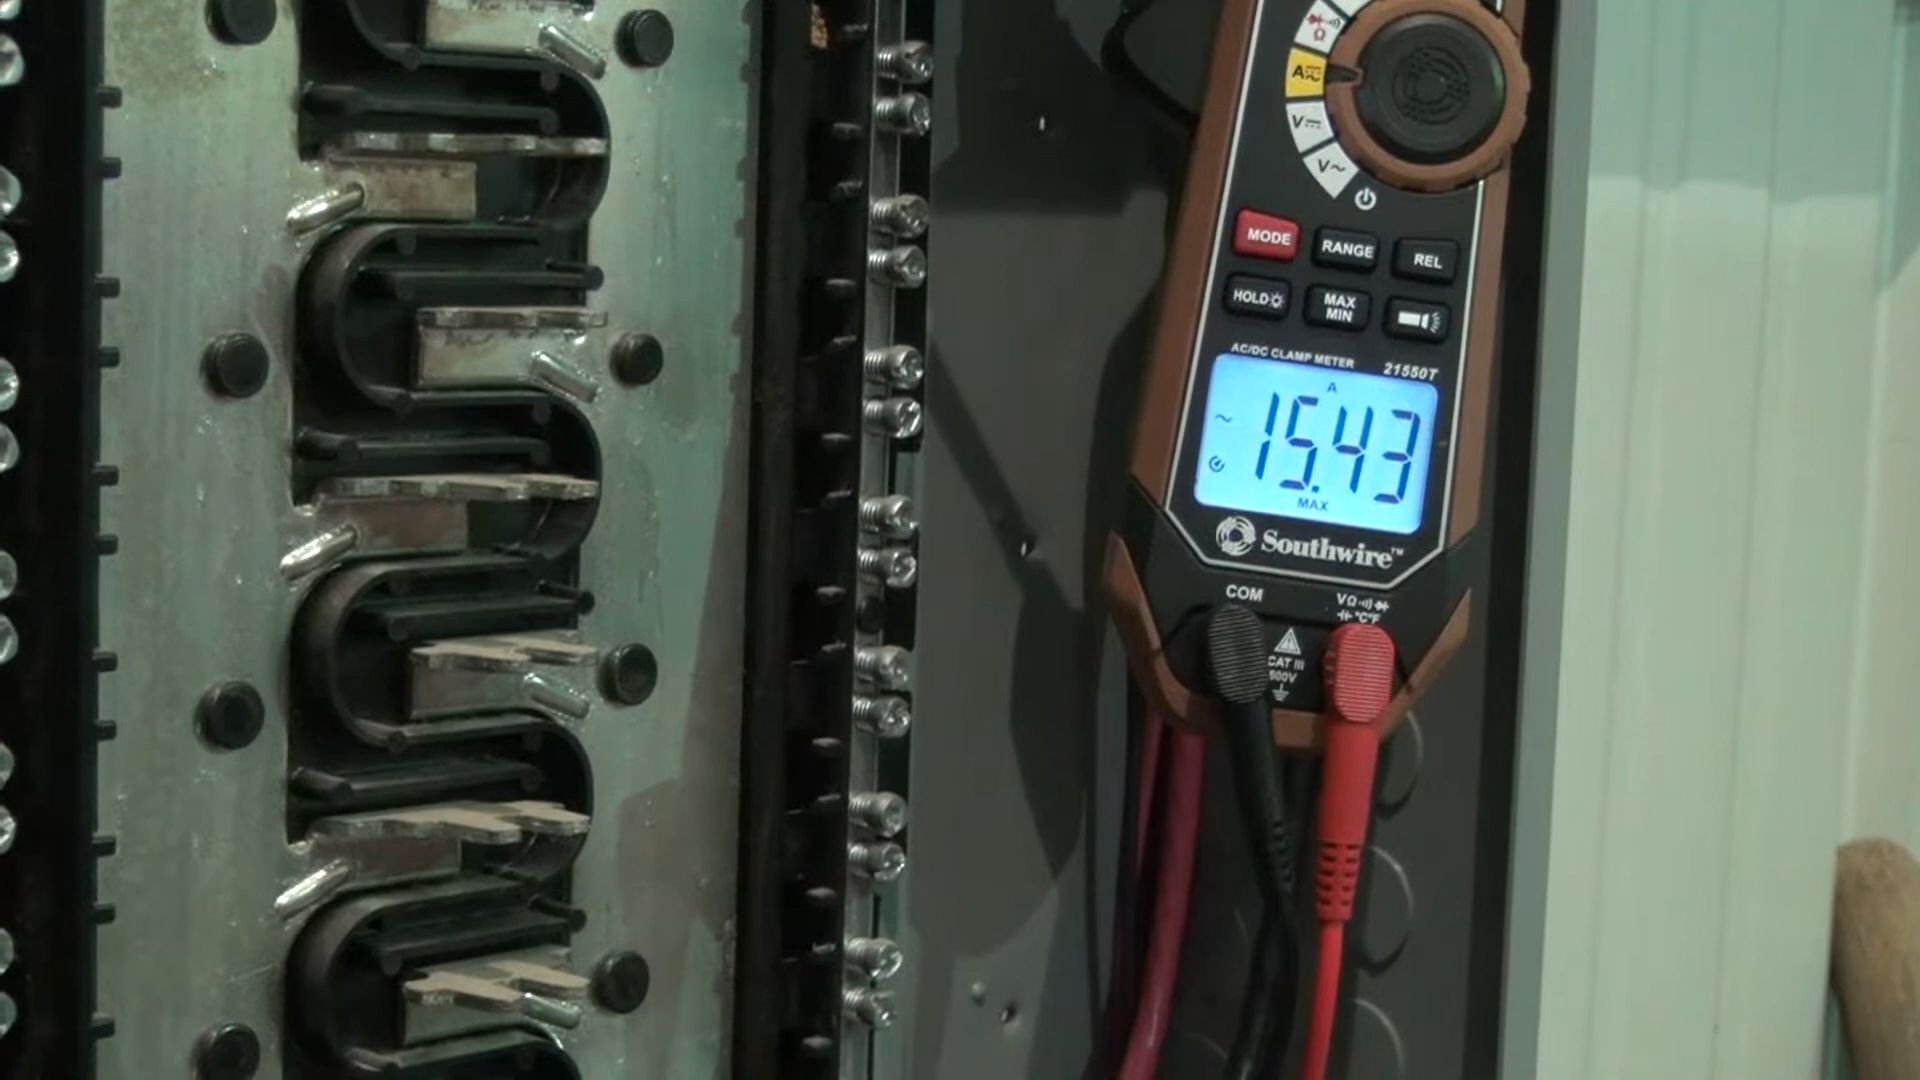 Ω
A
V
V~
MODE
RANGE
REL
HOLD
MAX
MIN
AC/DC CLAMP METER
21550T
A
~
15.43
MAX
Southwire™
COM
VΩ
°C°F
CAT III
600V